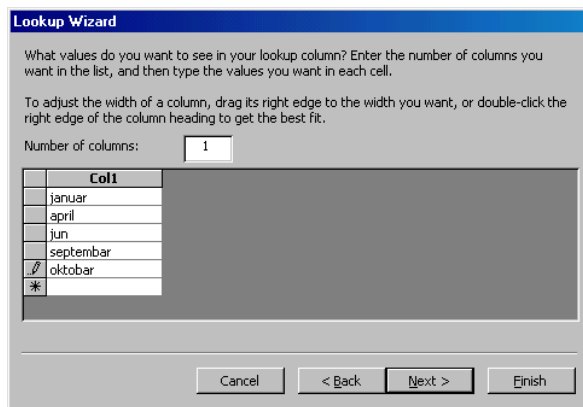 Lookup Wizard
What values do you want to see in your lookup column? Enter the number of columns you
want in the list, and then type the values you want in each cell.
To adjust the width of a column, drag its right edge to the width you want, or double-click the
right edge of the column heading to get the best fit.
Number of columns: 1
Col1
januar
april
jun
septembar
oktobar
Cancel < Back Next > Finish